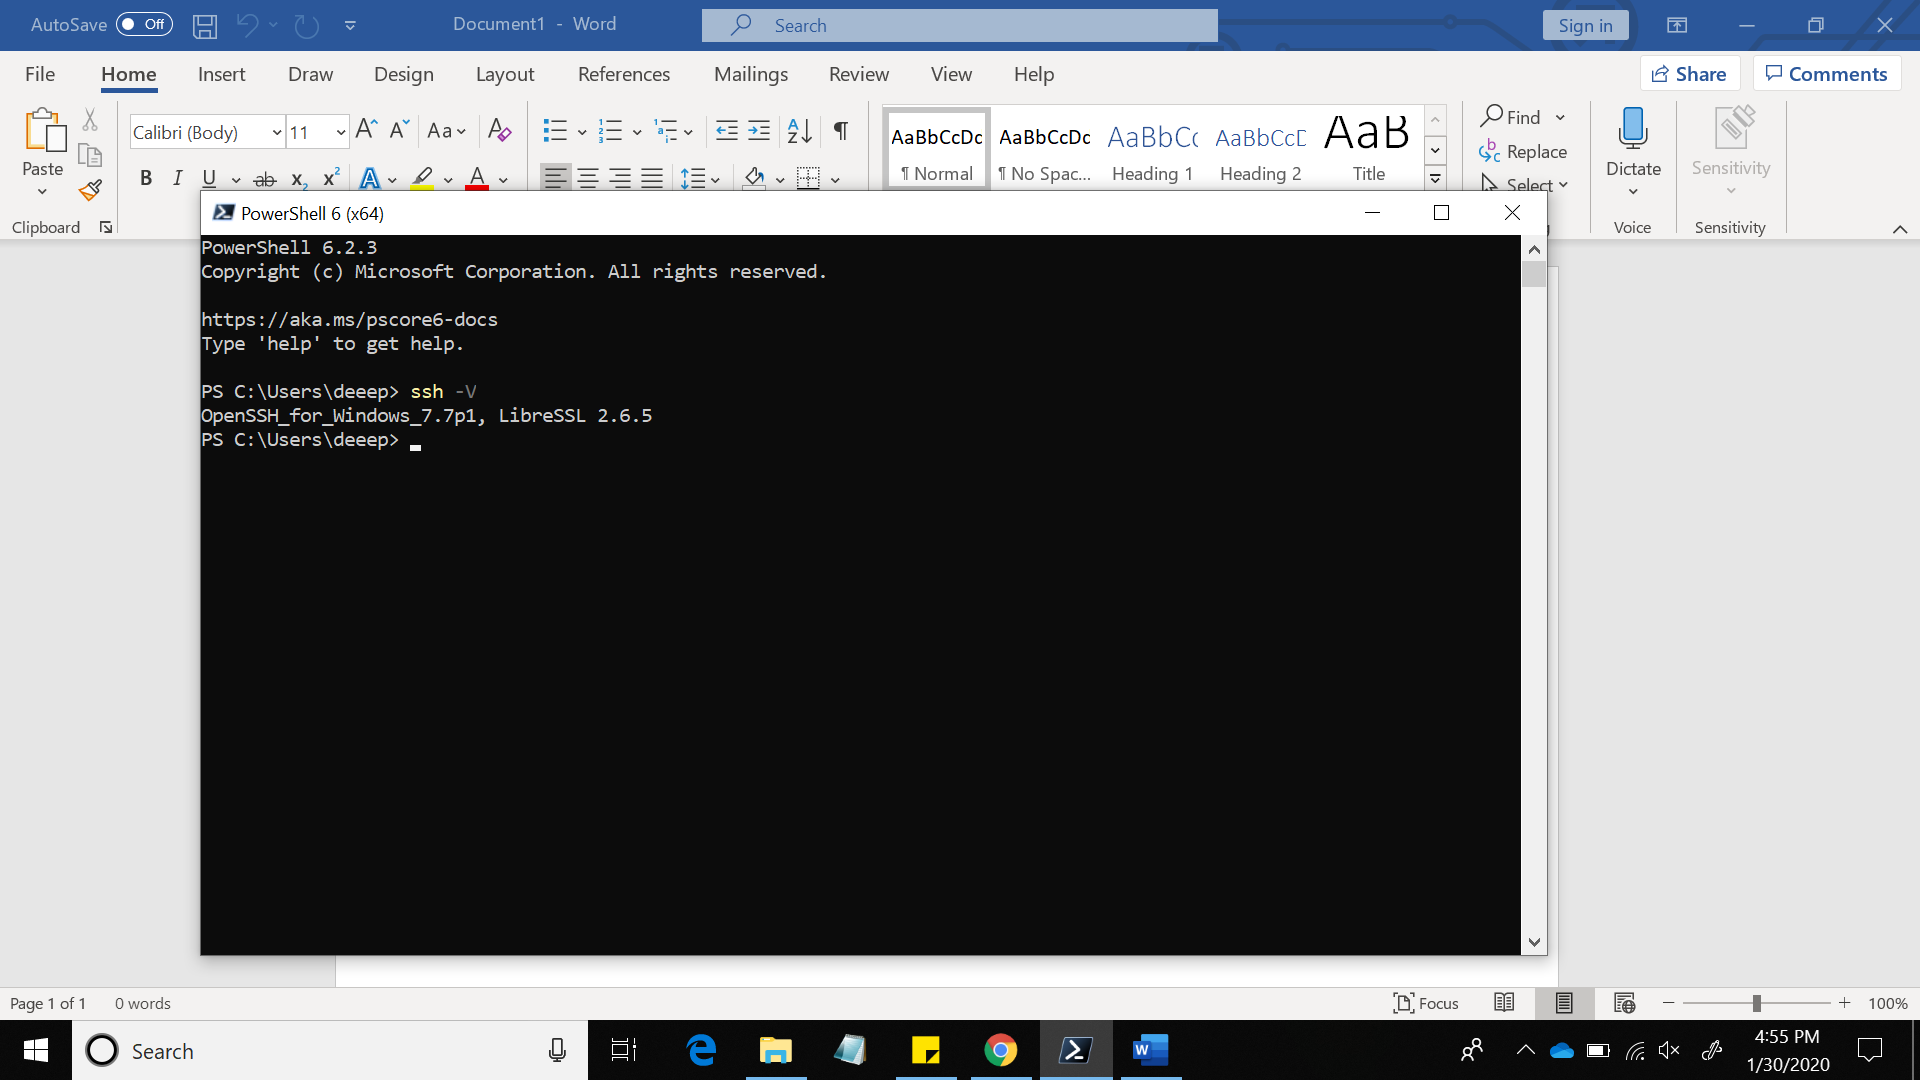 AutoSave Off Document1 - Word Search Sign in
File Home Insert Draw Design Layout References Mailings Review View Help Share Comments
Calibri (Body) 11 Aa
AaBbCcDc AaBbCcDc AaBbCc AaBbCcD AaB
Find
Replace
Select
Paste Dictate Sensitivity
¶ Normal ¶ No Spac... Heading 1 Heading 2 Title
B I U ab x2 x2 A A
Clipboard Voice Sensitivity
PowerShell 6 (x64)
PowerShell 6.2.3
Copyright (c) Microsoft Corporation. All rights reserved.
https://aka.ms/pscore6-docs
Type 'help' to get help.
PS C:\Users\deeep> ssh -V
OpenSSH_for_Windows_7.7p1, LibreSSL 2.6.5
PS C:\Users\deeep>
Page 1 of 1 0 words Focus 100%
Search
4:55 PM
1/30/2020